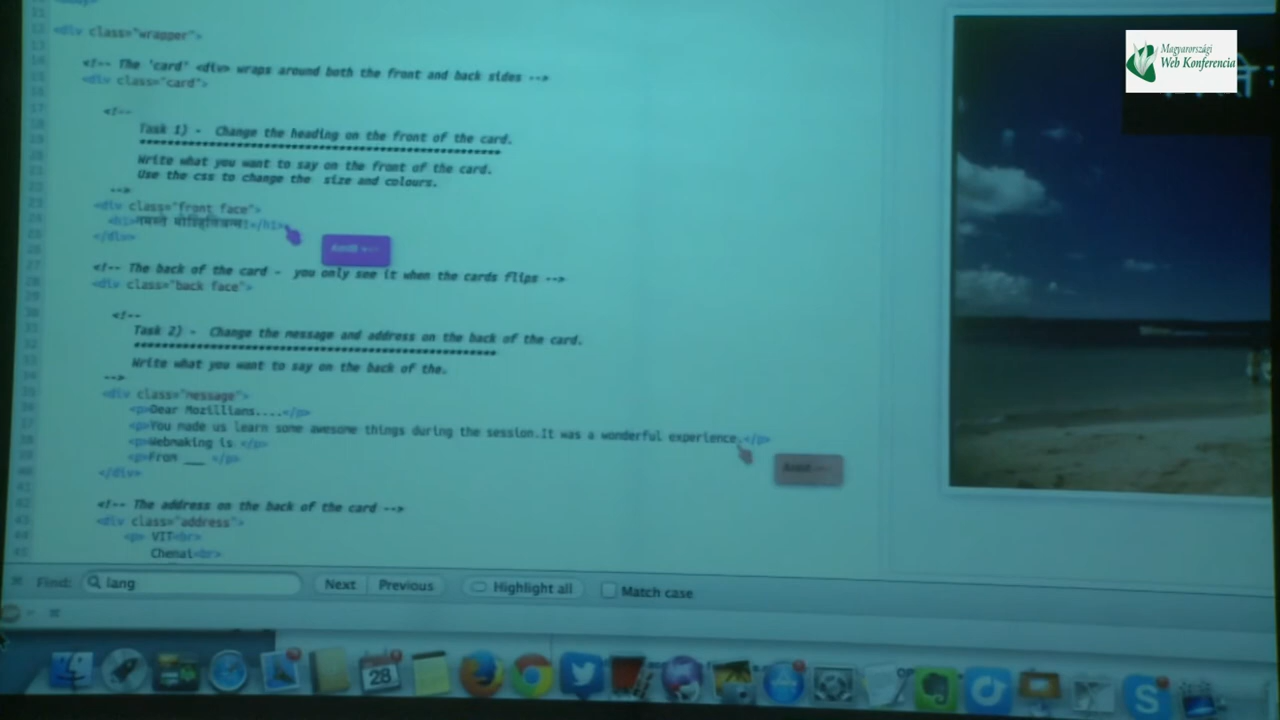 Magyarországi
Web Konferencia
<div class="wrapper">
<!-- The 'card' <div> wraps around both the front and back sides -->
<div class="card">
<!--
Task 1) - Change the heading on the front of the card.
Write what you want to say on the front of the card.
Use the css to change the size and colours.
-->
<div class="front face">
<h1>नमस्ते </h1>
</div>
<!-- The back of the card - you only see it when the cards flips -->
<div class="back face">
<!--
Task 2) - Change the message and address on the back of the card.
Write what you want to say on the back of the.
-->
<div class="message">
<p>Dear Mozillians....</p>
<p>You made us learn some awesome things during the session.It was a wonderful experience.</p>
<p>Webmaking is </p>
<p>From ___ </p>
</div>
<!-- The address on the back of the card -->
<div class="address">
<p> VIT<br>
Chenai<br>
Find: lang Next Previous Highlight all Match case
28